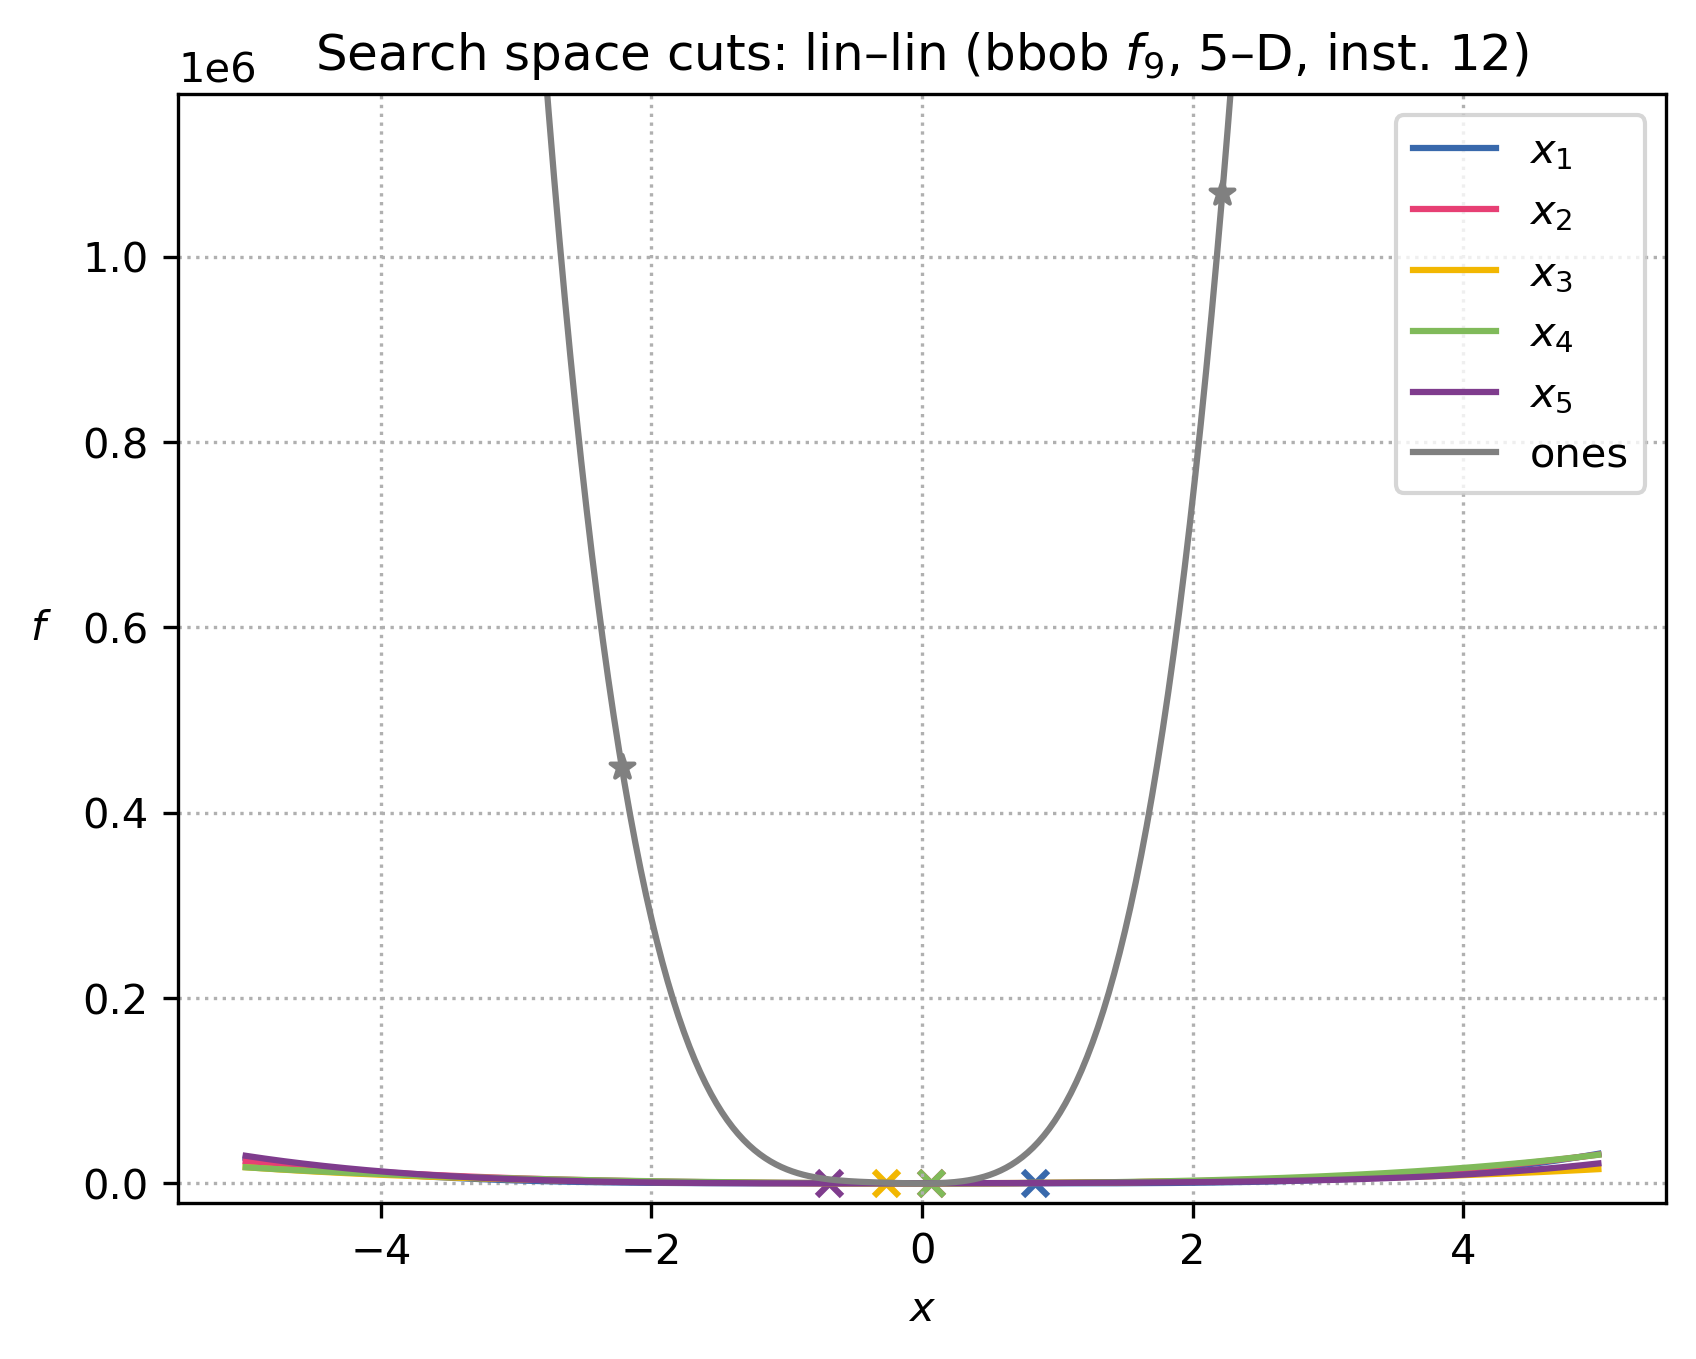 Search space cuts: lin–lin (bbob f₉, 5–D, inst. 12)
1e6
x₁
x₂
x₃
x₄
x₅
ones
1.0
0.8
0.6
0.4
0.2
0.0
f
−4
−2
0
2
4
x